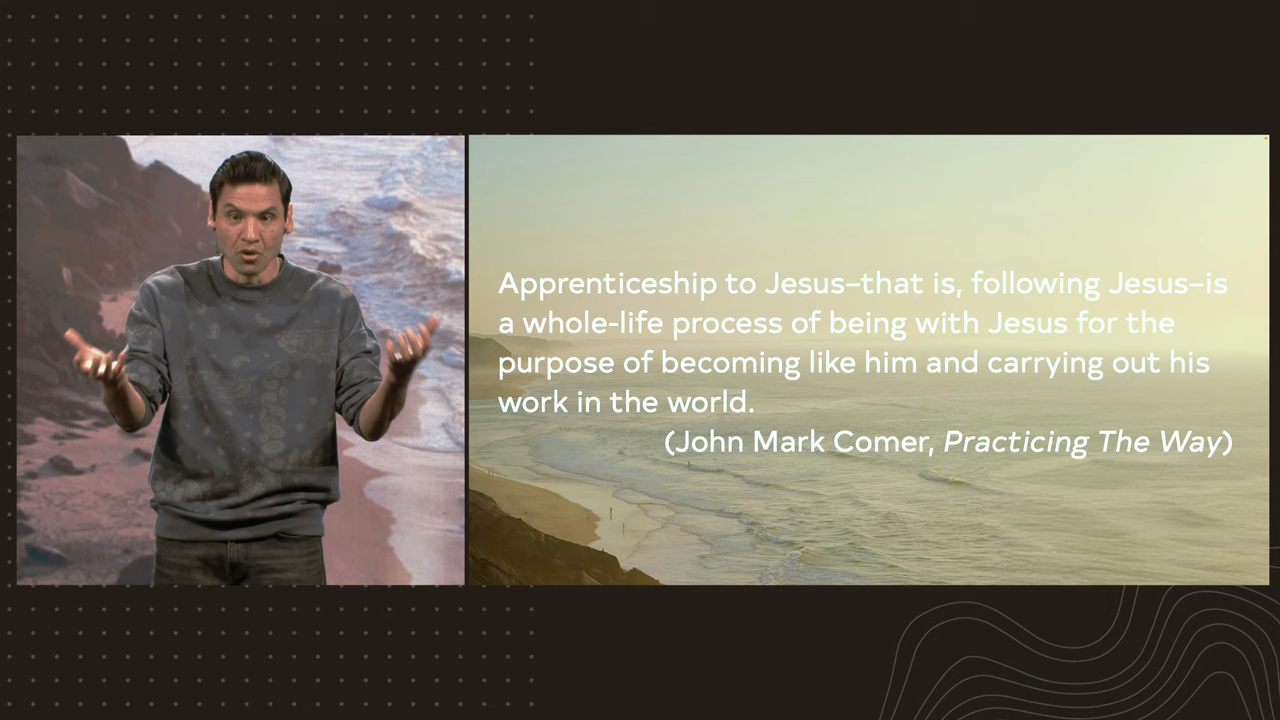 Apprenticeship to Jesus–that is, following Jesus–is
a whole-life process of being with Jesus for the
purpose of becoming like him and carrying out his
work in the world.
(John Mark Comer, Practicing The Way)